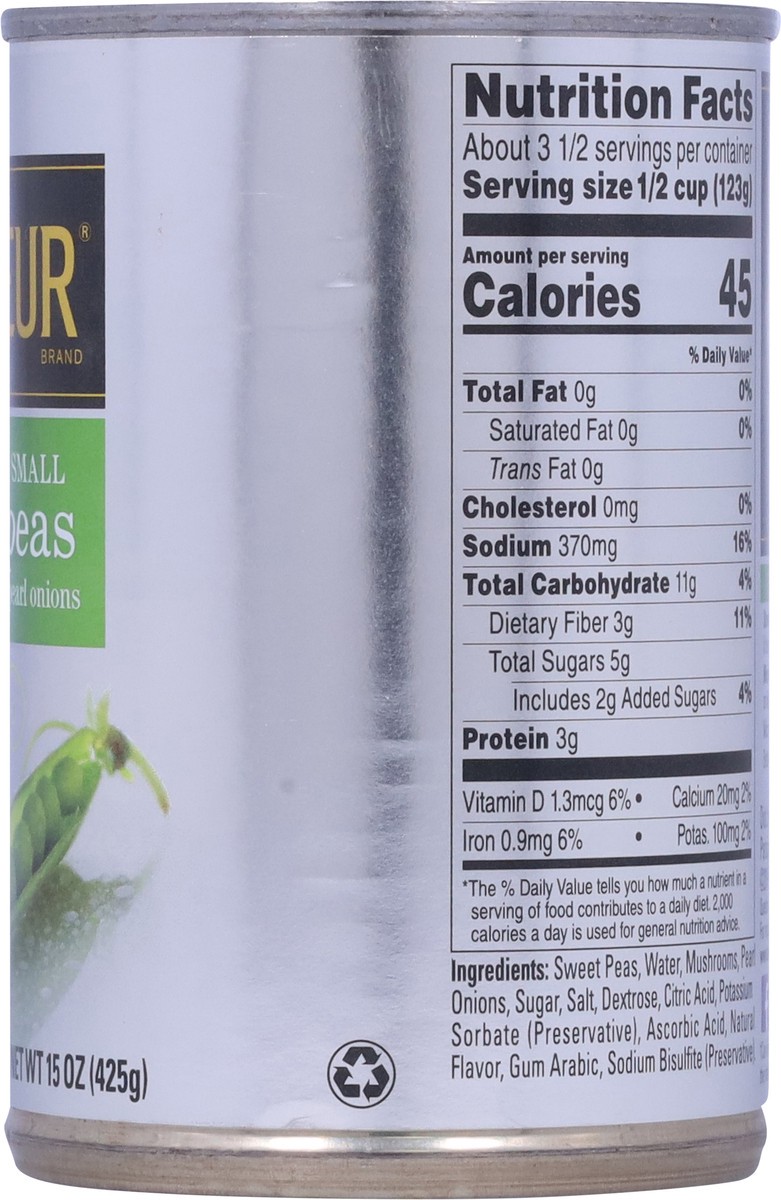 EUR®
BRAND
SMALL
peas
pearl onions
NET WT 15 OZ (425g)
Nutrition Facts
About 3 1/2 servings per container
Serving size 1/2 cup (123g)
Amount per serving
Calories 45
% Daily Value*
Total Fat 0g 0%
Saturated Fat 0g 0%
Trans Fat 0g
Cholesterol 0mg 0%
Sodium 370mg 16%
Total Carbohydrate 11g 4%
Dietary Fiber 3g 11%
Total Sugars 5g
Includes 2g Added Sugars 4%
Protein 3g
Vitamin D 1.3mcg 6% • Calcium 20mg 2%
Iron 0.9mg 6% • Potas. 100mg 2%
*The % Daily Value tells you how much a nutrient in a
serving of food contributes to a daily diet. 2,000
calories a day is used for general nutrition advice.
Ingredients: Sweet Peas, Water, Mushrooms, Pearl
Onions, Sugar, Salt, Dextrose, Citric Acid, Potassium
Sorbate (Preservative), Ascorbic Acid, Natural
Flavor, Gum Arabic, Sodium Bisulfite (Preservative)